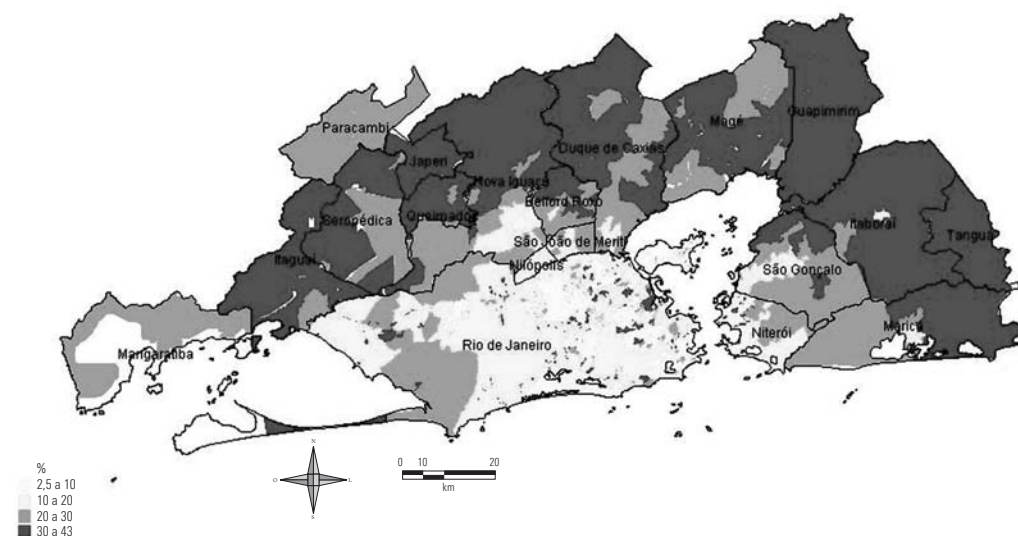 Paracambi
Guapimirim
Magé
Duque de Caxias
Japeri
Nova Iguaçu
Belford Roxo
Queimados
Seropédica
Itaboraí
Tanguá
São João de Meriti
Itaguaí
Nilópolis
São Gonçalo
Maricá
Niterói
Rio de Janeiro
Mangaratiba
N
O
L
S
0 10 20
km
%
2,5 a 10
10 a 20
20 a 30
30 a 43